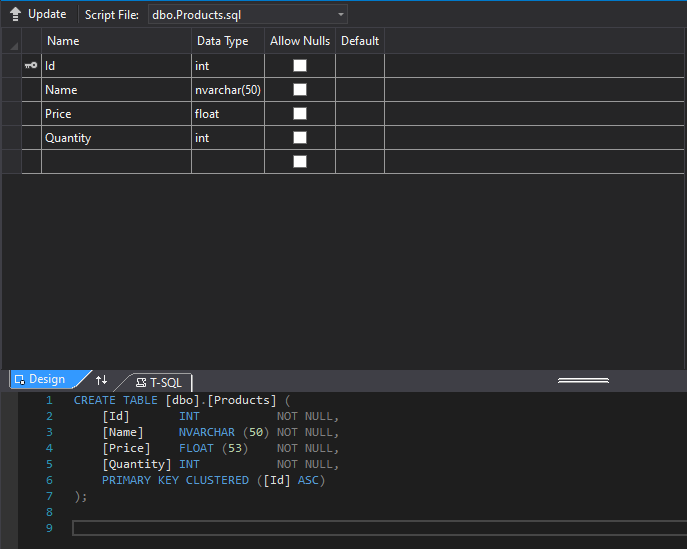 Update Script File: dbo.Products.sql
Name Data Type Allow Nulls Default
Id int
Name nvarchar(50)
Price float
Quantity int
Design T-SQL
1 CREATE TABLE [dbo].[Products] (
2 [Id] INT NOT NULL,
3 [Name] NVARCHAR (50) NOT NULL,
4 [Price] FLOAT (53) NOT NULL,
5 [Quantity] INT NOT NULL,
6 PRIMARY KEY CLUSTERED ([Id] ASC)
7 );
8
9